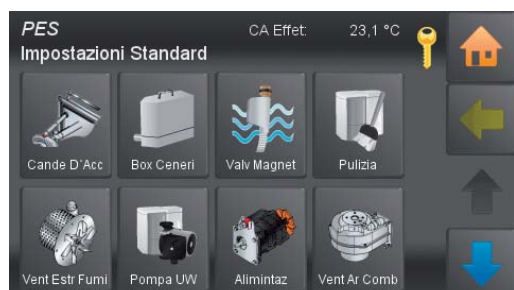 PES CA Effet: 23,1 °C
Impostazioni Standard
Cande D'Acc Box Ceneri Valv Magnet Pulizia
Vent Estr Fumi Pompa UW Alimintaz Vent Ar Comb